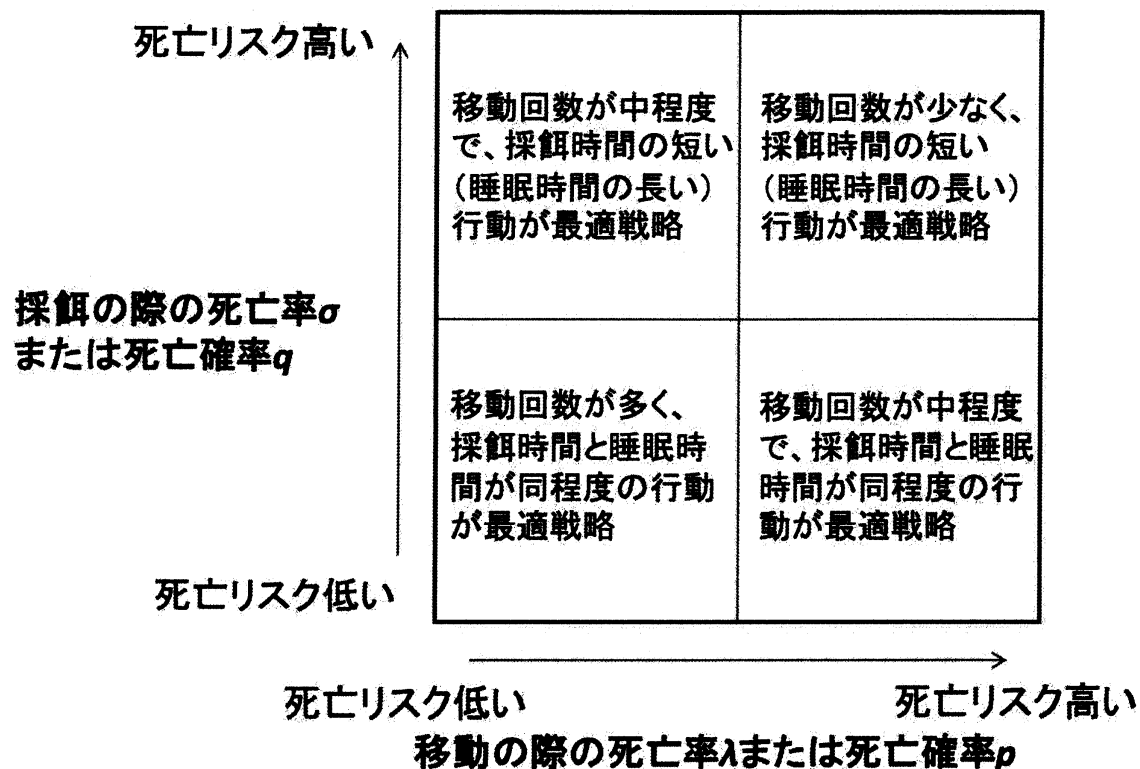 死亡リスク高い
移動回数が中程度
で、採餌時間の短い
（睡眠時間の長い）
行動が最適戦略
移動回数が少なく、
採餌時間の短い
（睡眠時間の長い）
行動が最適戦略
採餌の際の死亡率σ
または死亡確率q
移動回数が多く、
採餌時間と睡眠時
間が同程度の行動
が最適戦略
移動回数が中程度
で、採餌時間と睡眠
時間が同程度の行
動が最適戦略
死亡リスク低い
死亡リスク低い
死亡リスク高い
移動の際の死亡率λまたは死亡確率p